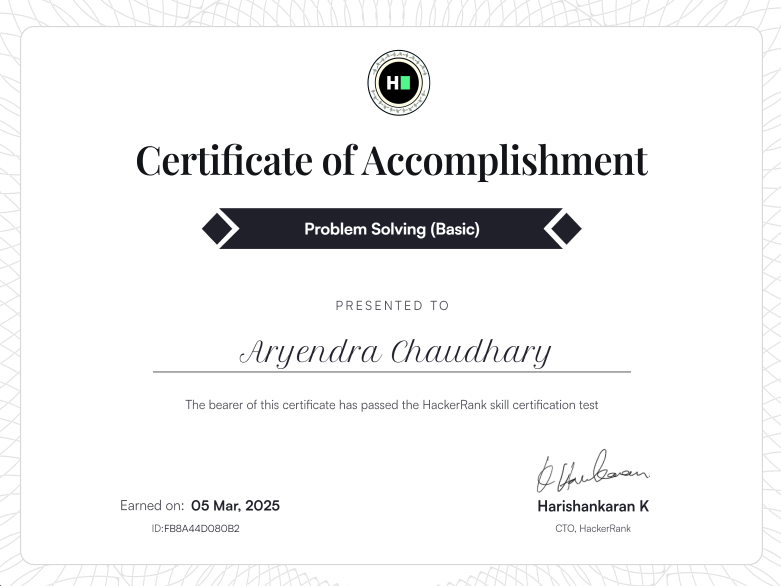 H
Certificate of Accomplishment
Problem Solving (Basic)
PRESENTED TO
Aryendra Chaudhary
The bearer of this certificate has passed the HackerRank skill certification test
Earned on: 05 Mar, 2025
Harishankaran K
ID:FB8A44D080B2
CTO, HackerRank